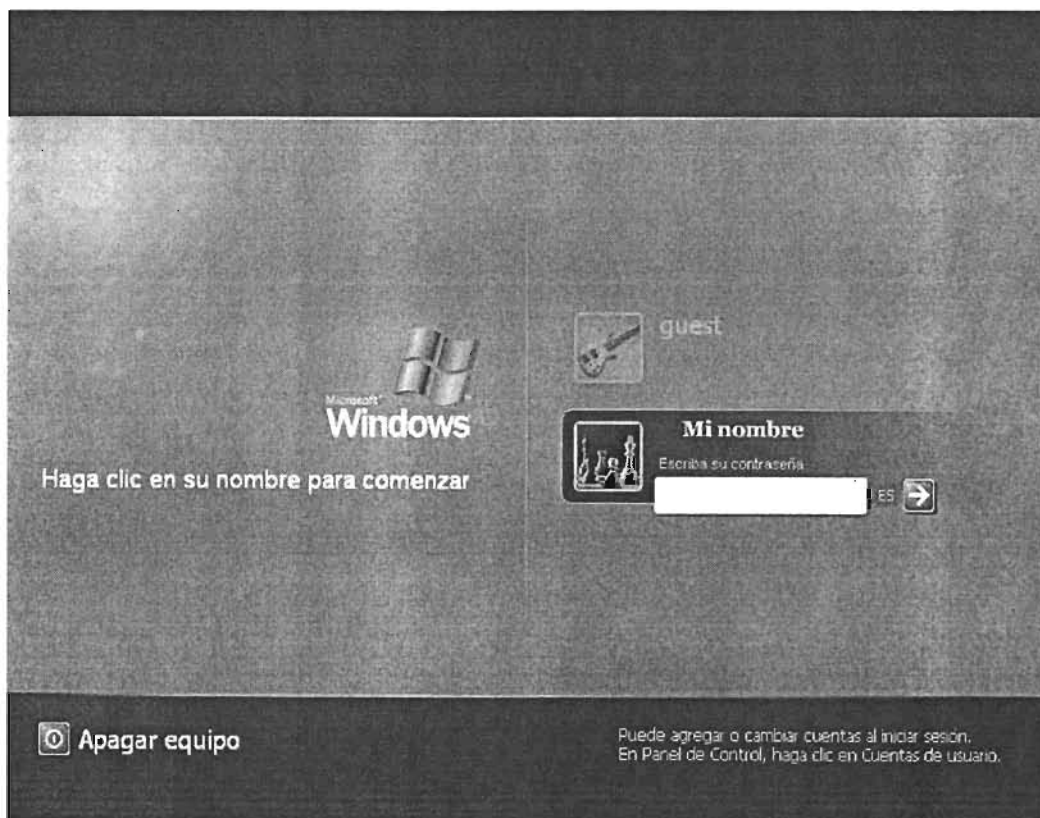 Microsoft
Windows
Haga clic en su nombre para comenzar
guest
Mi nombre
Escriba su contraseña
ES
Apagar equipo
Puede agregar o cambiar cuentas al iniciar sesión.
En Panel de Control, haga clic en Cuentas de usuario.